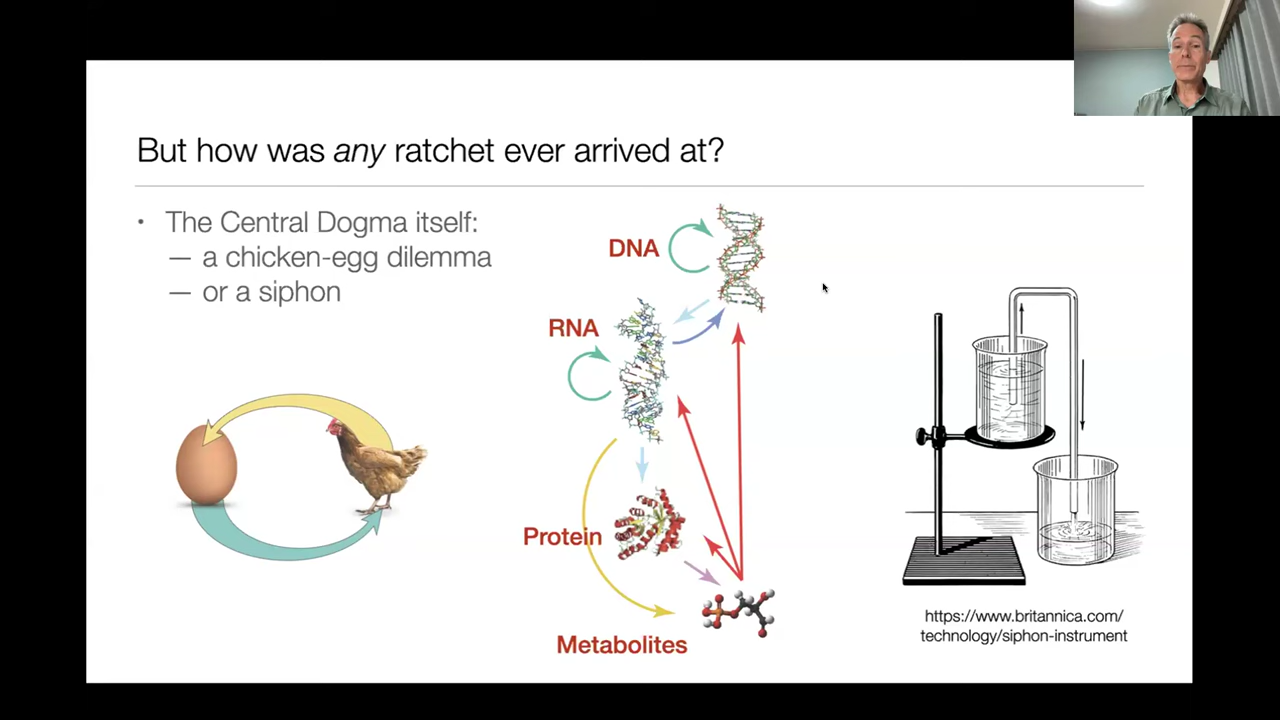 But how was any ratchet ever arrived at?
• The Central Dogma itself:
— a chicken-egg dilemma
— or a siphon
DNA
RNA
Protein
Metabolites
https://www.britannica.com/
technology/siphon-instrument